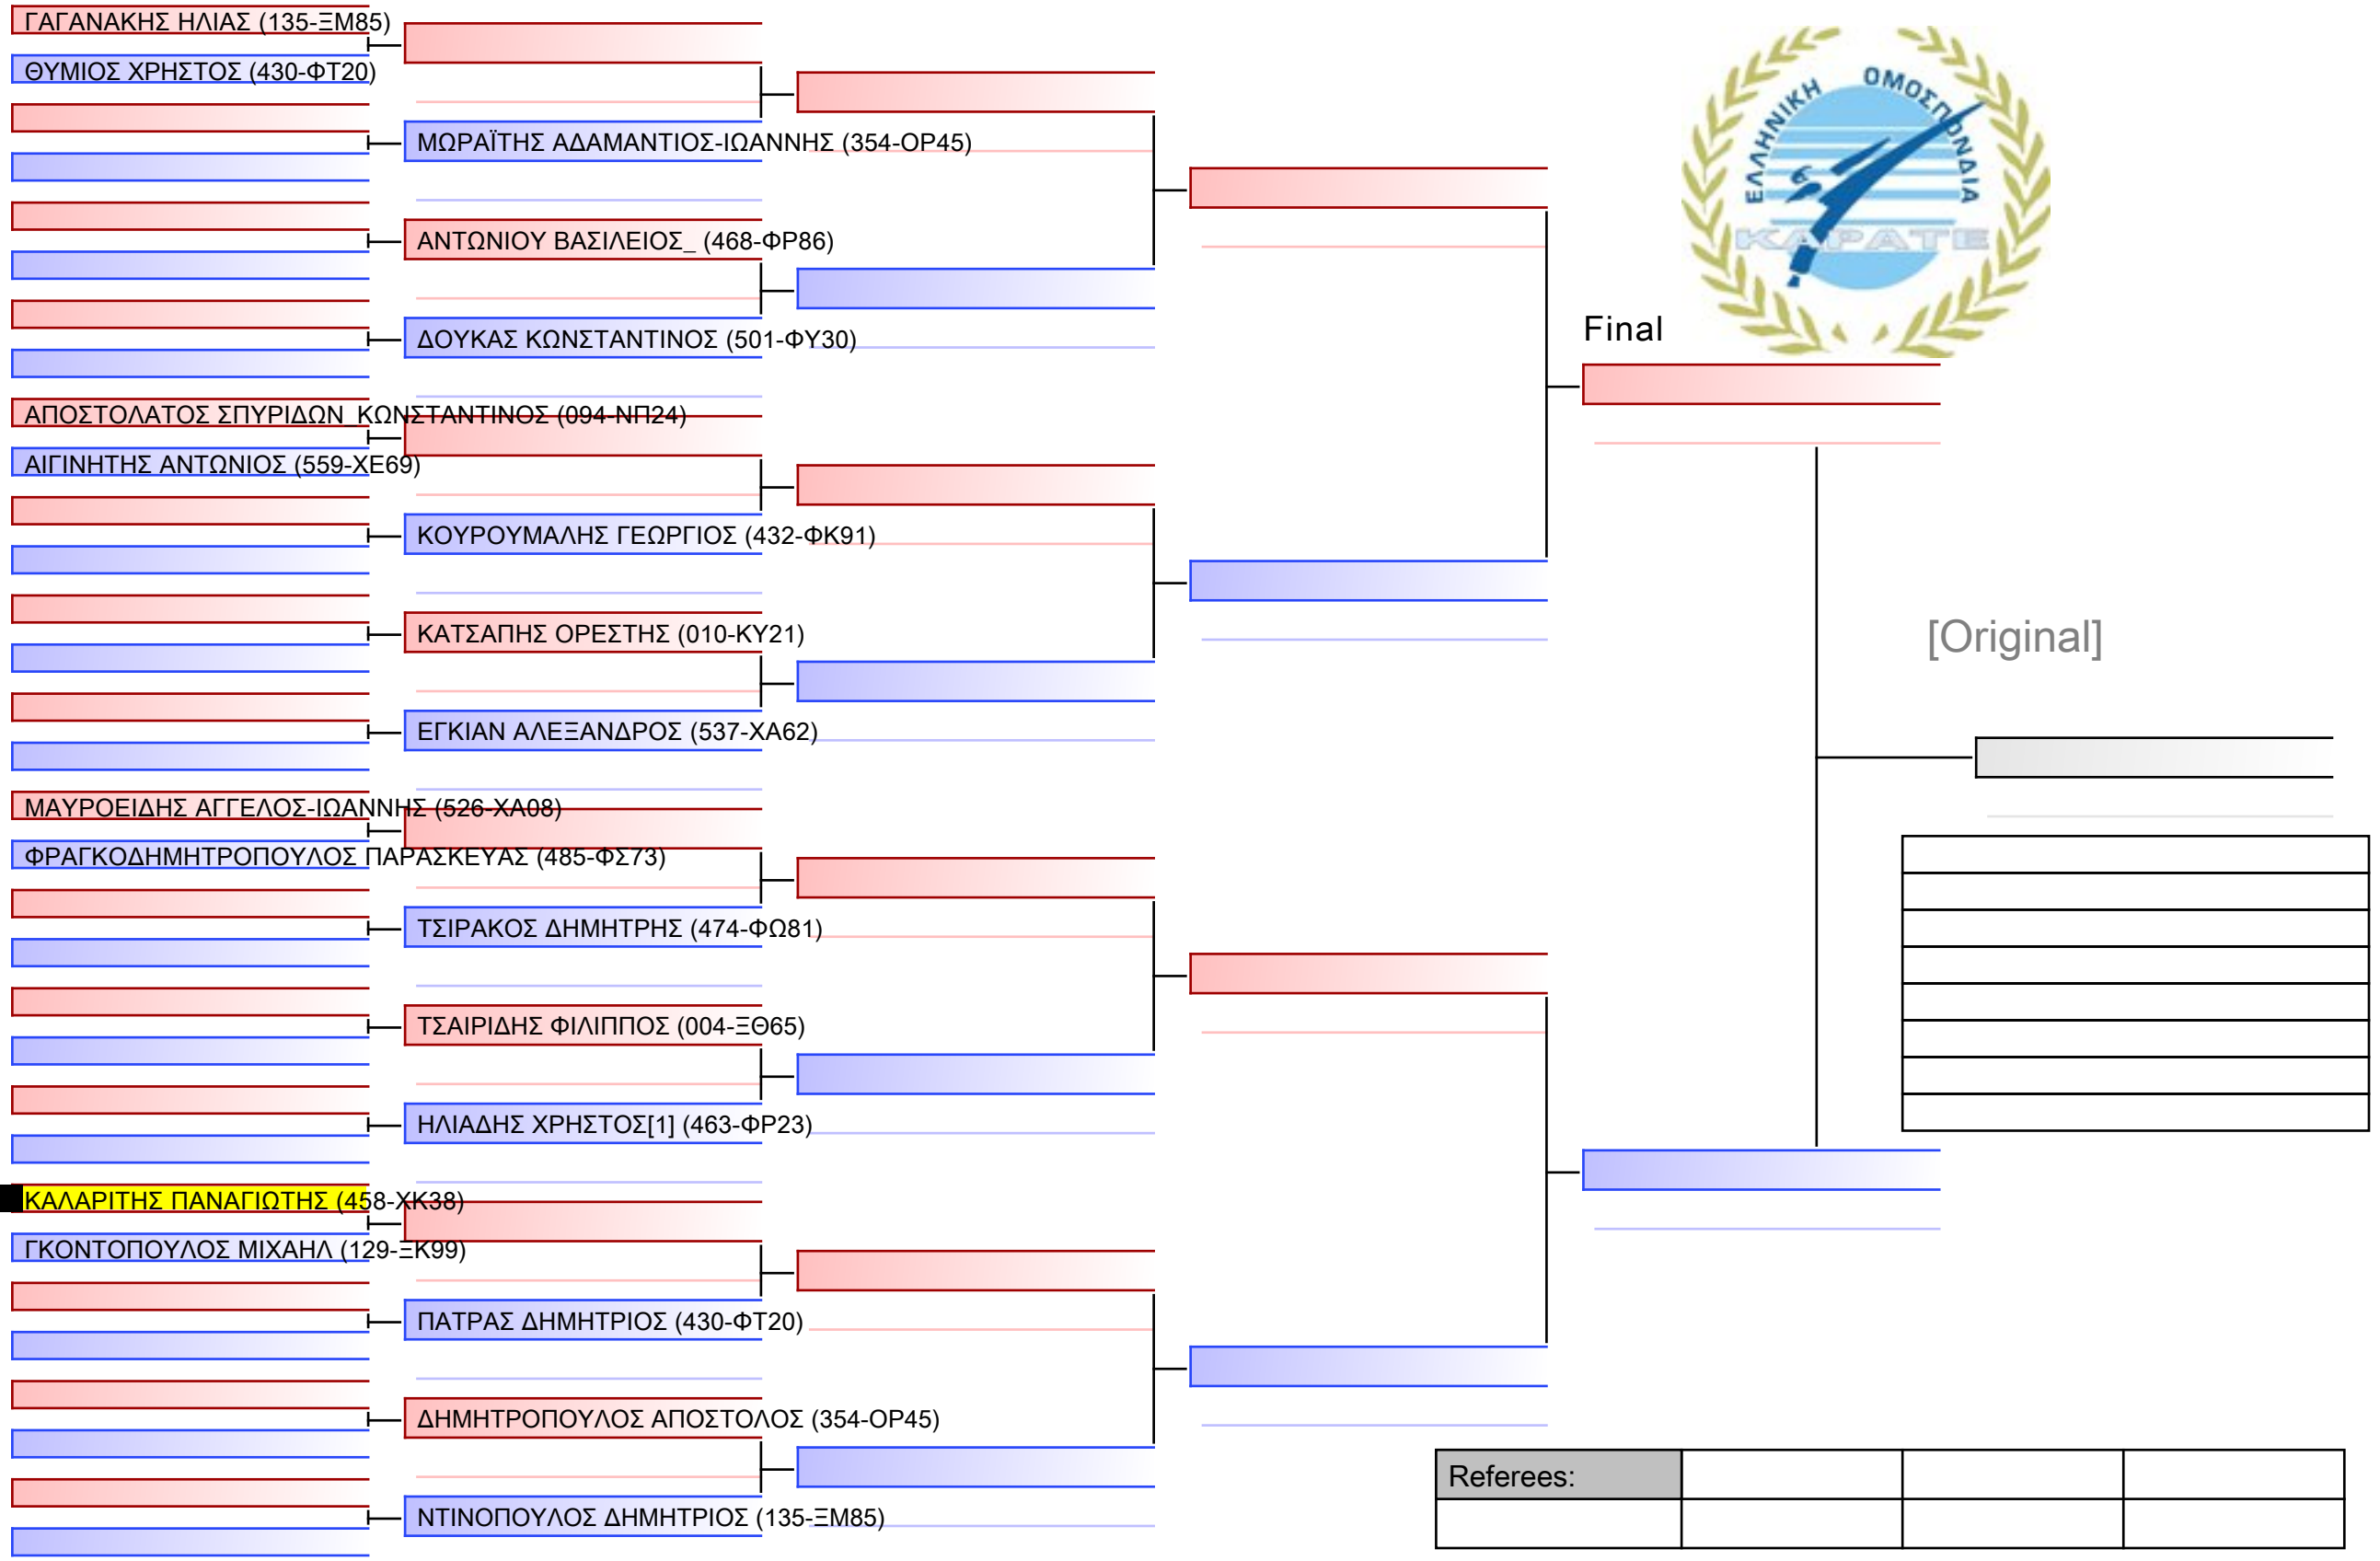 ΓΑΓΑΝΑΚΗΣ ΗΛΙΑΣ (135-ΞΜ85)
ΘΥΜΙΟΣ ΧΡΗΣΤΟΣ (430-ΦΤ20)
ΜΩΡΑΪΤΗΣ ΑΔΑΜΑΝΤΙΟΣ-ΙΩΑΝΝΗΣ (354-ΟΡ45)
ΑΝΤΩΝΙΟΥ ΒΑΣΙΛΕΙΟΣ_ (468-ΦΡ86)
ΔΟΥΚΑΣ ΚΩΝΣΤΑΝΤΙΝΟΣ (501-ΦΥ30)
ΑΠΟΣΤΟΛΑΤΟΣ ΣΠΥΡΙΔΩΝ_ΚΩΝΣΤΑΝΤΙΝΟΣ (094-ΝΠ24)
ΑΙΓΙΝΗΤΗΣ ΑΝΤΩΝΙΟΣ (559-ΧΕ69)
ΚΟΥΡΟΥΜΑΛΗΣ ΓΕΩΡΓΙΟΣ (432-ΦΚ91)
ΚΑΤΣΑΠΗΣ ΟΡΕΣΤΗΣ (010-ΚΥ21)
ΕΓΚΙΑΝ ΑΛΕΞΑΝΔΡΟΣ (537-ΧΑ62)
ΜΑΥΡΟΕΙΔΗΣ ΑΓΓΕΛΟΣ-ΙΩΑΝΝΗΣ (526-ΧΑ08)
ΦΡΑΓΚΟΔΗΜΗΤΡΟΠΟΥΛΟΣ ΠΑΡΑΣΚΕΥΑΣ (485-ΦΣ73)
ΤΣΙΡΑΚΟΣ ΔΗΜΗΤΡΗΣ (474-ΦΩ81)
ΤΣΑΙΡΙΔΗΣ ΦΙΛΙΠΠΟΣ (004-ΞΘ65)
ΗΛΙΑΔΗΣ ΧΡΗΣΤΟΣ[1] (463-ΦΡ23)
ΚΑΛΑΡΙΤΗΣ ΠΑΝΑΓΙΩΤΗΣ (458-ΧΚ38)
ΓΚΟΝΤΟΠΟΥΛΟΣ ΜΙΧΑΗΛ (129-ΞΚ99)
ΠΑΤΡΑΣ ΔΗΜΗΤΡΙΟΣ (430-ΦΤ20)
ΔΗΜΗΤΡΟΠΟΥΛΟΣ ΑΠΟΣΤΟΛΟΣ (354-ΟΡ45)
ΝΤΙΝΟΠΟΥΛΟΣ ΔΗΜΗΤΡΙΟΣ (135-ΞΜ85)
ΕΛΛΗΝΙΚΗ ΟΜΟΣΠΟΝΔΙΑ
ΚΑΡΑΤΕ
Final
[Original]
Referees: